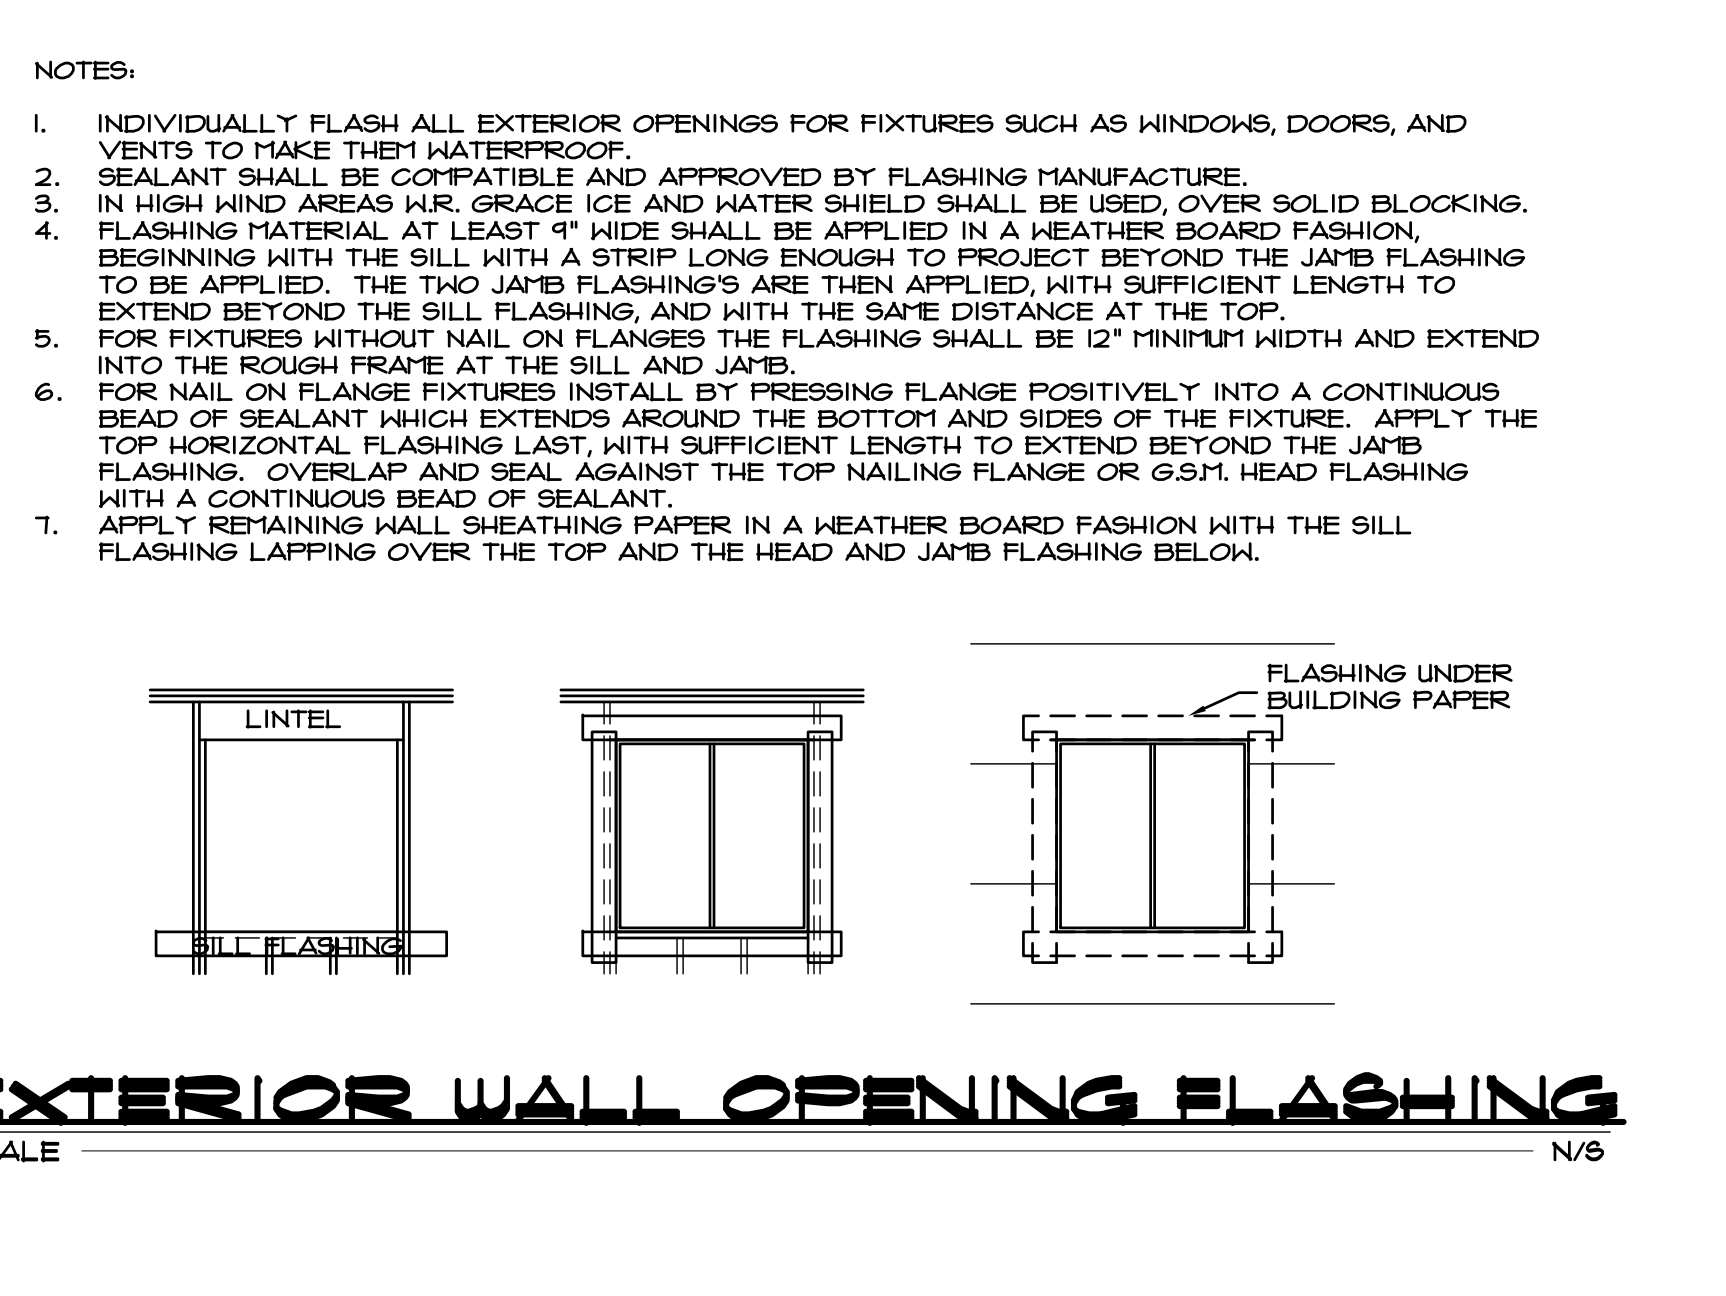 NOTES:
1. INDIVIDUALLY FLASH ALL EXTERIOR OPENINGS FOR FIXTURES SUCH AS WINDOWS, DOORS, AND
VENTS TO MAKE THEM WATERPROOF.
2. SEALANT SHALL BE COMPATIBLE AND APPROVED BY FLASHING MANUFACTURE.
3. IN HIGH WIND AREAS W.R. GRACE ICE AND WATER SHIELD SHALL BE USED, OVER SOLID BLOCKING.
4. FLASHING MATERIAL AT LEAST 9" WIDE SHALL BE APPLIED IN A WEATHER BOARD FASHION,
BEGINNING WITH THE SILL WITH A STRIP LONG ENOUGH TO PROJECT BEYOND THE JAMB FLASHING
TO BE APPLIED. THE TWO JAMB FLASHING'S ARE THEN APPLIED, WITH SUFFICIENT LENGTH TO
EXTEND BEYOND THE SILL FLASHING, AND WITH THE SAME DISTANCE AT THE TOP.
5. FOR FIXTURES WITHOUT NAIL ON FLANGES THE FLASHING SHALL BE 12" MINIMUM WIDTH AND EXTEND
INTO THE ROUGH FRAME AT THE SILL AND JAMB.
6. FOR NAIL ON FLANGE FIXTURES INSTALL BY PRESSING FLANGE POSITIVELY INTO A CONTINUOUS
BEAD OF SEALANT WHICH EXTENDS AROUND THE BOTTOM AND SIDES OF THE FIXTURE. APPLY THE
TOP HORIZONTAL FLASHING LAST, WITH SUFFICIENT LENGTH TO EXTEND BEYOND THE JAMB
FLASHING. OVERLAP AND SEAL AGAINST THE TOP NAILING FLANGE OR G.S.M. HEAD FLASHING
WITH A CONTINUOUS BEAD OF SEALANT.
7. APPLY REMAINING WALL SHEATHING PAPER IN A WEATHER BOARD FASHION WITH THE SILL
FLASHING LAPPING OVER THE TOP AND THE HEAD AND JAMB FLASHING BELOW.
FLASHING UNDER
BUILDING PAPER
LINTEL
SILL FLASHING
EXTERIOR WALL OPENING FLASHING
ALE N/S